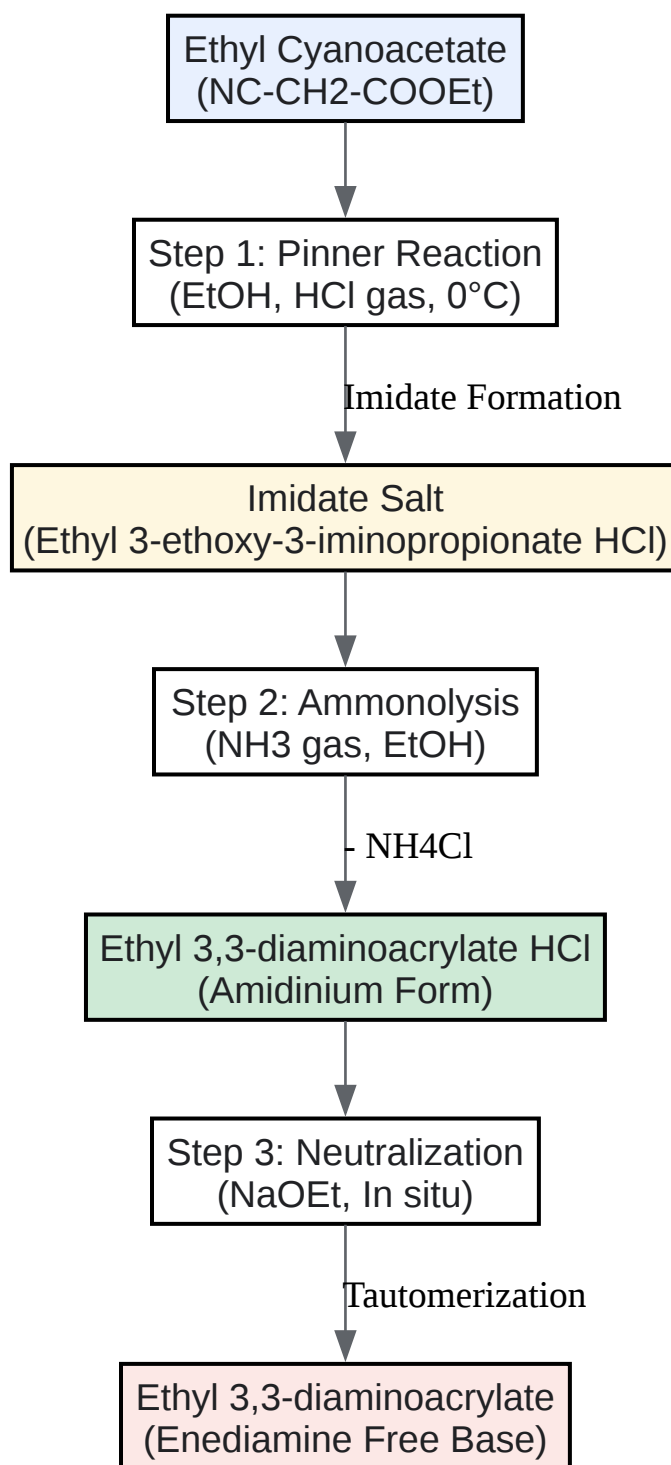 Ethyl Cyanoacetate
(NC-CH2-COOEt)
Step 1: Pinner Reaction
(EtOH, HCl gas, 0°C)
Imidate Formation
Imidate Salt
(Ethyl 3-ethoxy-3-iminopropionate HCl)
Step 2: Ammonolysis
(NH3 gas, EtOH)
- NH4Cl
Ethyl 3,3-diaminoacrylate HCl
(Amidinium Form)
Step 3: Neutralization
(NaOEt, In situ)
Tautomerization
Ethyl 3,3-diaminoacrylate
(Enediamine Free Base)